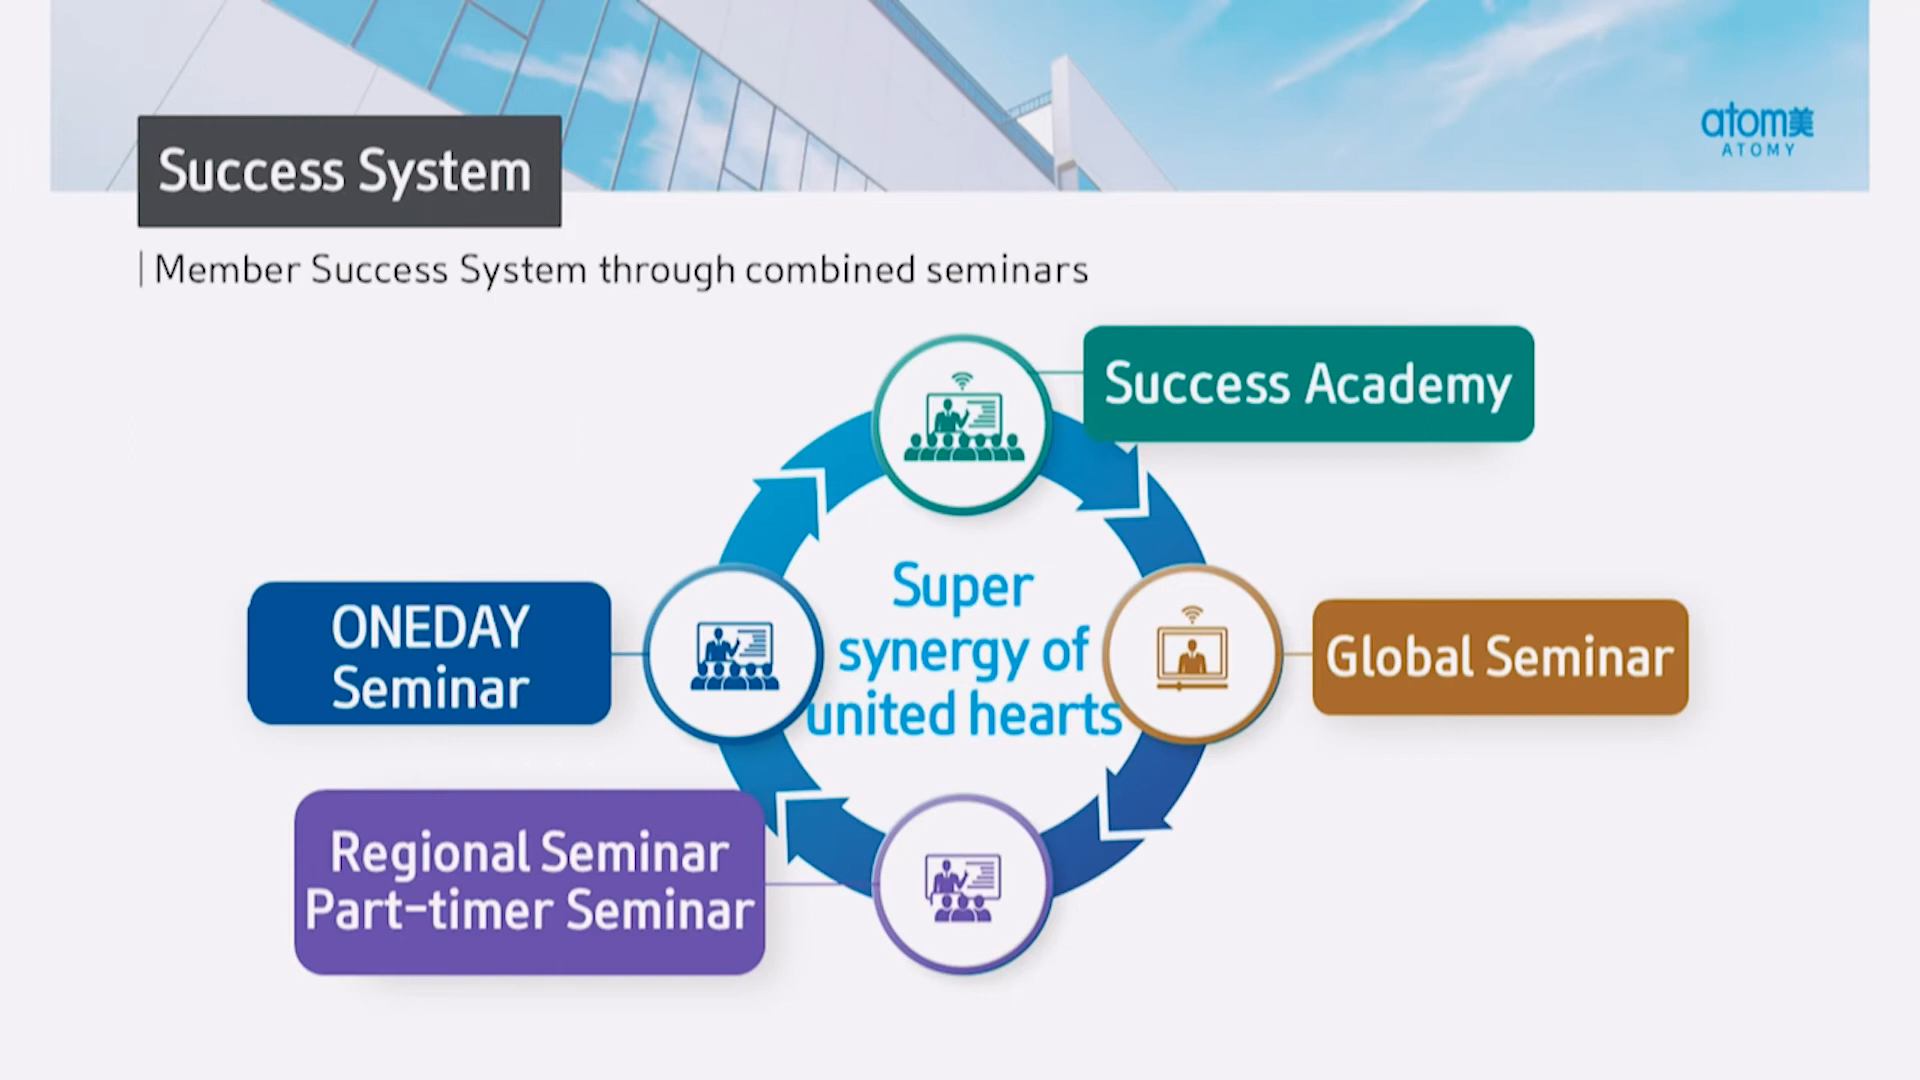 atom美
ATOMY
Success System
Member Success System through combined seminars
Success Academy
Super
synergy of
united hearts
ONEDAY
Seminar
Global Seminar
Regional Seminar
Part-timer Seminar